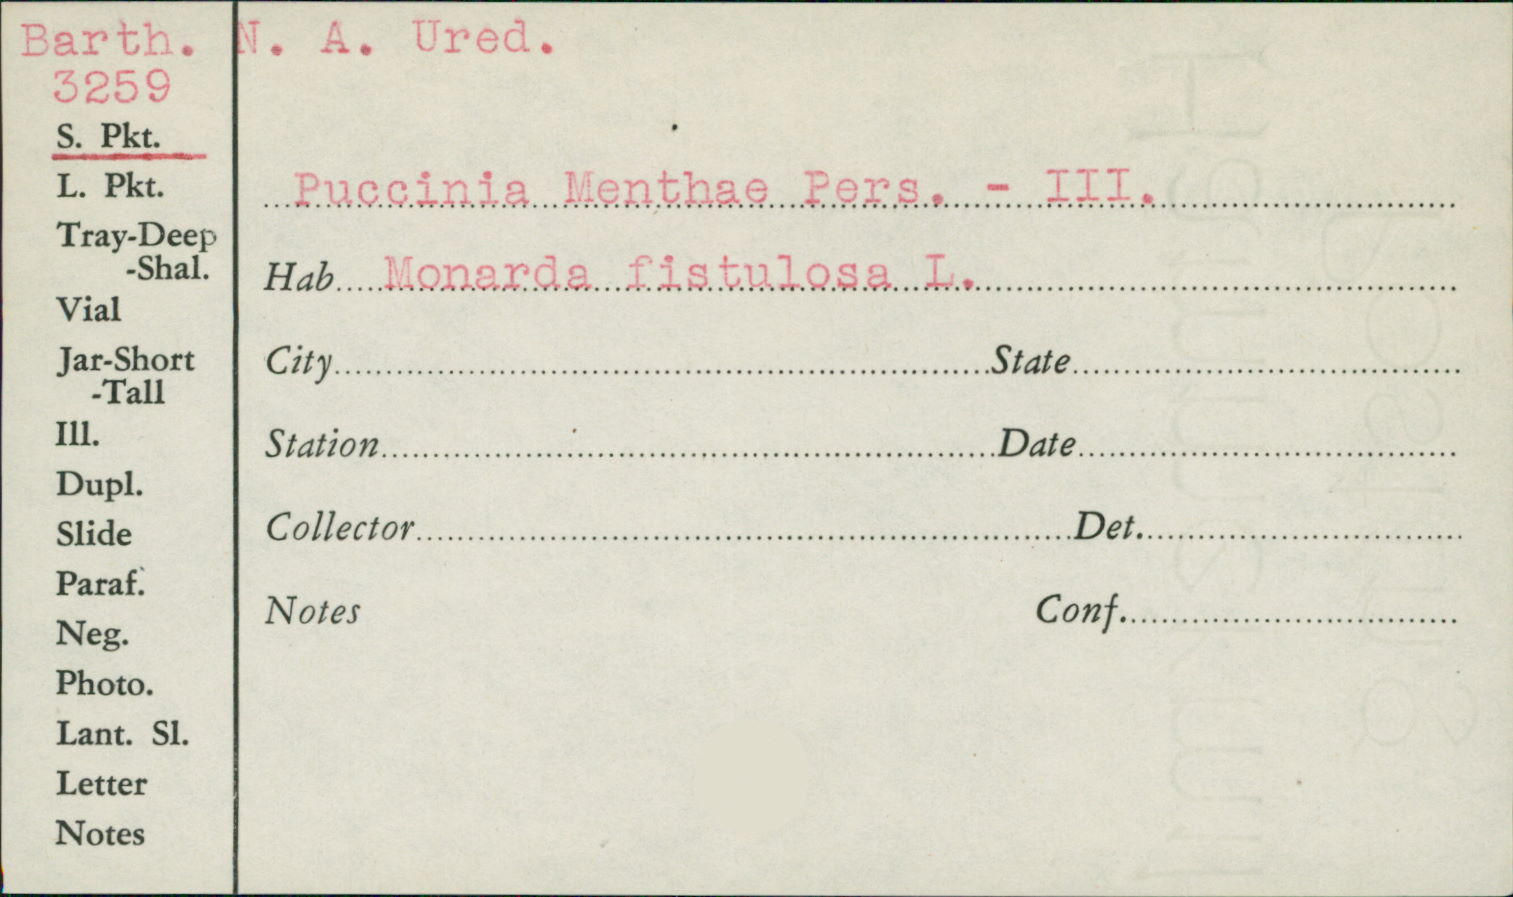 Barth. N. A. Ured.
3259
S. Pkt.
L. Pkt.
Tray-Deep
-Shal.
Vial
Jar-Short
-Tall
Ill.
Dupl.
Slide
Paraf.
Neg.
Photo.
Lant. Sl.
Letter
Notes
Puccinia Menthae Pers. - III.
Hab. Monarda fistulosa L.
City State
Station Date
Collector Det.
Notes Conf.